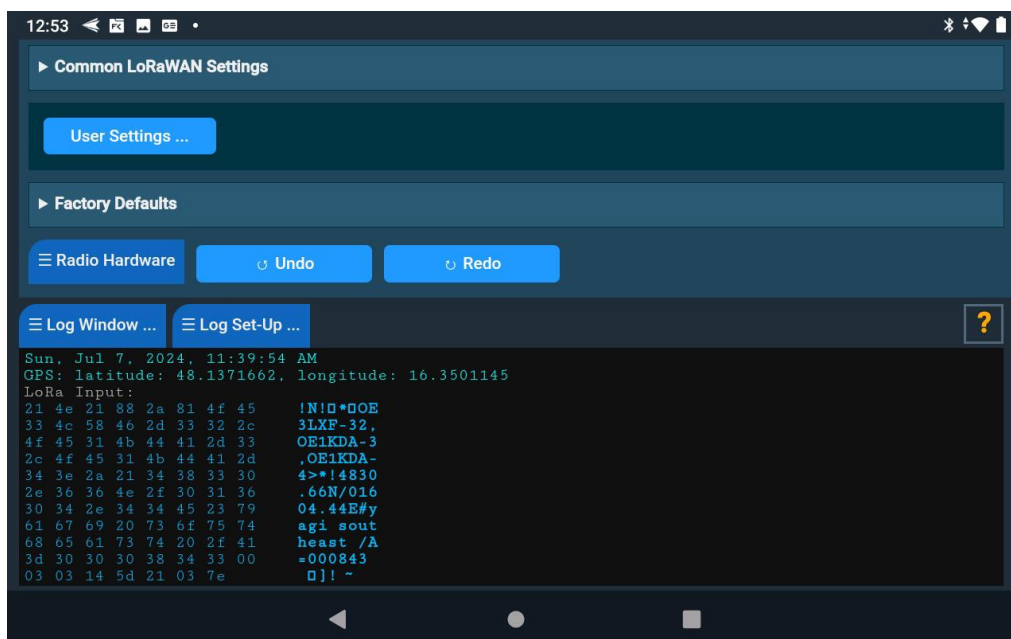 12:53
▶ Common LoRaWAN Settings
User Settings ...
▶ Factory Defaults
☰ Radio Hardware
↺ Undo
↻ Redo
☰ Log Window ...
☰ Log Set-Up ...
?
Sun, Jul 7, 2024, 11:39:54 AM
GPS: latitude: 48.1371662, longitude: 16.3501145
LoRa Input:
21 4e 21 88 2a 81 4f 45 !N!▯*▯OE
33 4c 58 46 2d 33 32 2c 3LXF-32,
4f 45 31 4b 44 41 2d 33 OE1KDA-3
2c 4f 45 31 4b 44 41 2d ,OE1KDA-
34 3e 2a 21 34 38 33 30 4>*!4830
2e 36 36 4e 2f 30 31 36 .66N/016
30 34 2e 34 34 45 23 79 04.44E#y
61 67 69 20 73 6f 75 74 agi sout
68 65 61 73 74 20 2f 41 heast /A
3d 30 30 30 38 34 33 00 =000843
03 03 14 5d 21 03 7e ▯]! ~